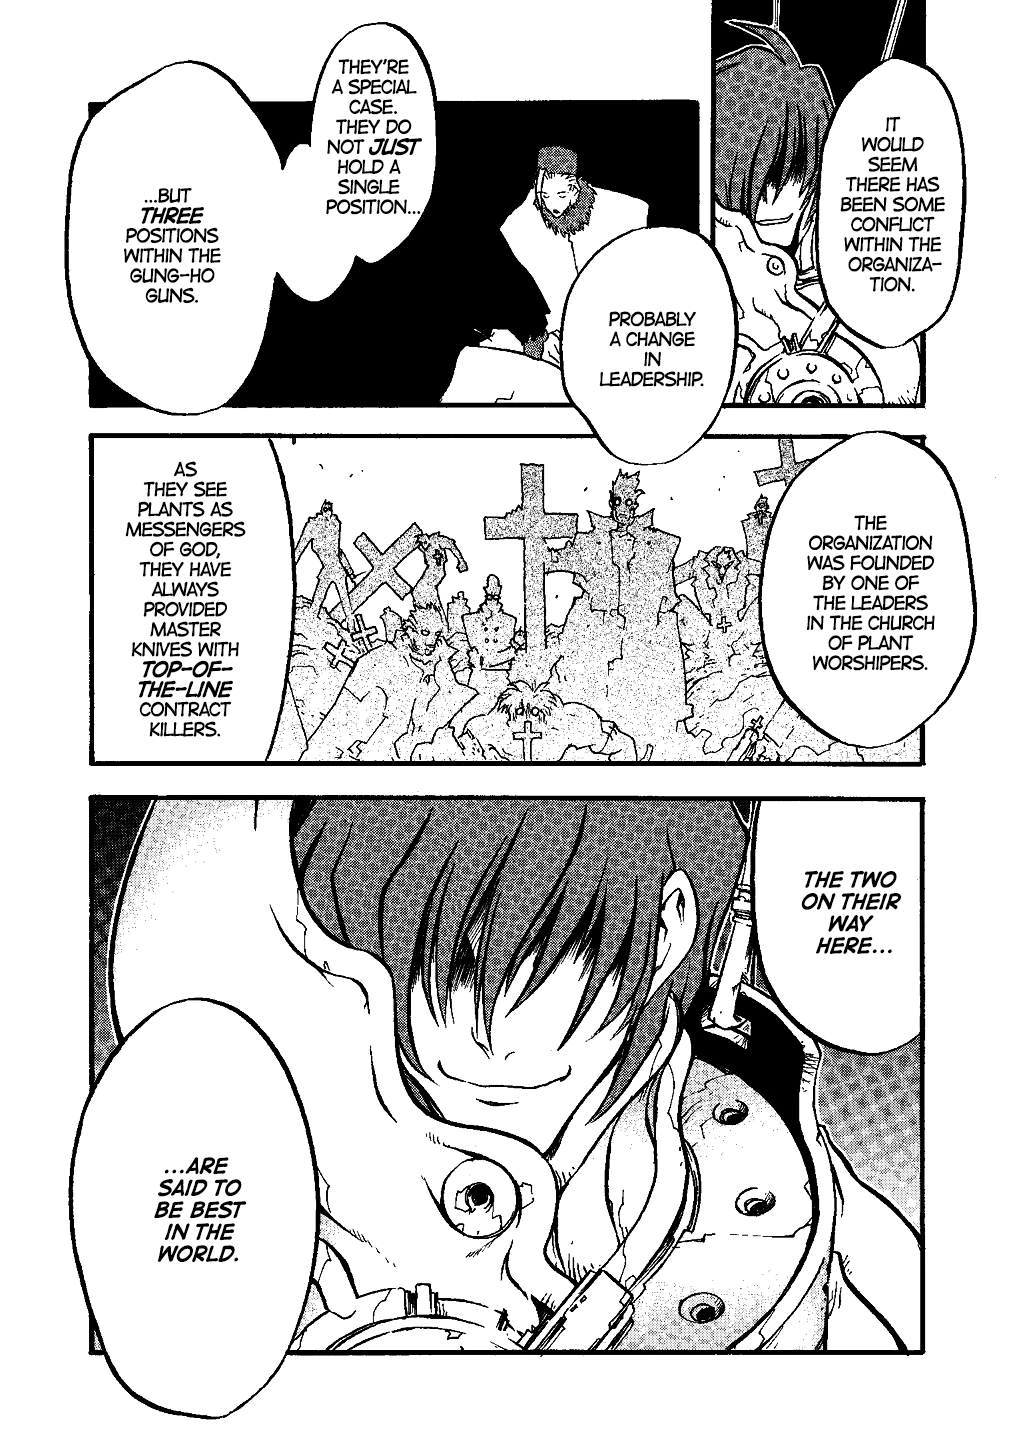 IT
WOULD
SEEM
THERE HAS
BEEN SOME
CONFLICT
WITHIN THE
ORGANIZA-
TION.
PROBABLY
A CHANGE
IN
LEADERSHIP.
THEY'RE
A SPECIAL
CASE.
THEY DO
NOT JUST
HOLD A
SINGLE
POSITION...
...BUT
THREE
POSITIONS
WITHIN THE
GUNG-HO
GUNS.
THE
ORGANIZATION
WAS FOUNDED
BY ONE OF
THE LEADERS
IN THE CHURCH
OF PLANT
WORSHIPERS.
AS
THEY SEE
PLANTS AS
MESSENGERS
OF GOD,
THEY HAVE
ALWAYS
PROVIDED
MASTER
KNIVES WITH
TOP-OF-
THE-LINE
CONTRACT
KILLERS.
THE TWO
ON THEIR
WAY
HERE...
...ARE
SAID TO
BE BEST
IN THE
WORLD.